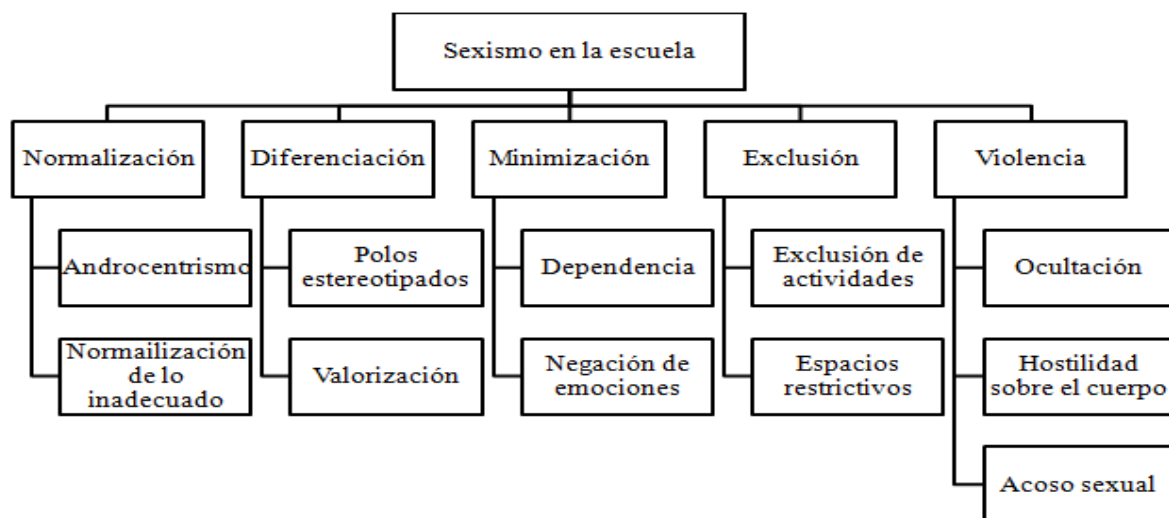 Sexismo en la escuela
Normalización
Diferenciación
Minimización
Exclusión
Violencia
Androcentrismo
Polos
estereotipados
Dependencia
Exclusión de
actividades
Ocultación
Normailización
de lo
inadecuado
Valorización
Negación de
emociones
Espacios
restrictivos
Hostilidad
sobre el cuerpo
Acoso sexual